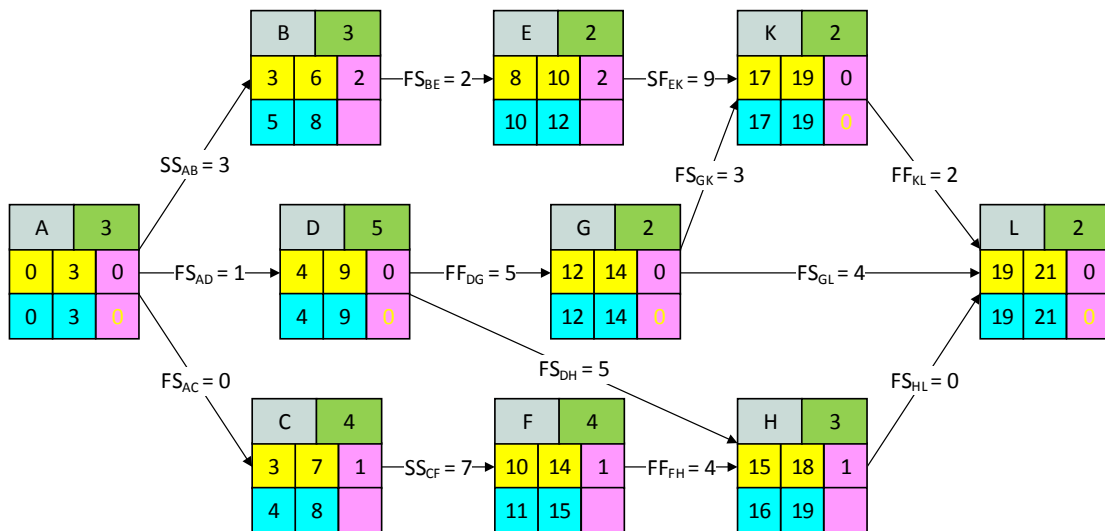 B 3
3 6 2
5 8
E 2
8 10 2
10 12
K 2
17 19 0
17 19 0
FS_BE = 2
SF_EK = 9
SS_AB = 3
FS_GK = 3
FF_KL = 2
A 3
0 3 0
0 3 0
D 5
4 9 0
4 9 0
G 2
12 14 0
12 14 0
L 2
19 21 0
19 21 0
FS_AD = 1
FF_DG = 5
FS_GL = 4
FS_AC = 0
FS_DH = 5
FS_HL = 0
C 4
3 7 1
4 8
F 4
10 14 1
11 15
H 3
15 18 1
16 19
SS_CF = 7
FF_FH = 4